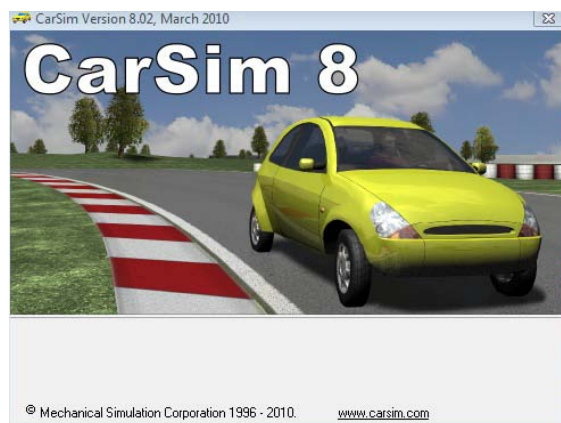 CarSim Version 8.02, March 2010
CarSim 8
© Mechanical Simulation Corporation 1996 - 2010. www.carsim.com